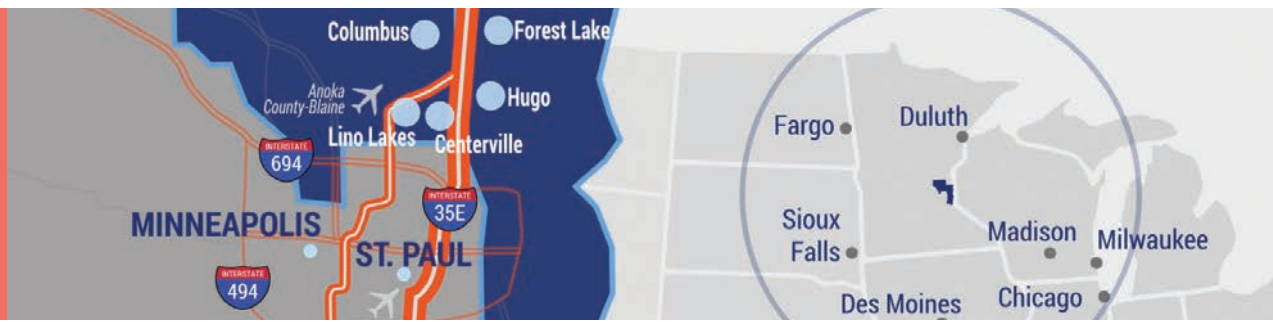 Columbus
Forest Lake
Anoka
County-Blaine
Hugo
Lino Lakes
Centerville
INTERSTATE
694
INTERSTATE
35E
MINNEAPOLIS
ST. PAUL
INTERSTATE
494
Fargo
Duluth
Sioux
Falls
Madison
Milwaukee
Des Moines
Chicago